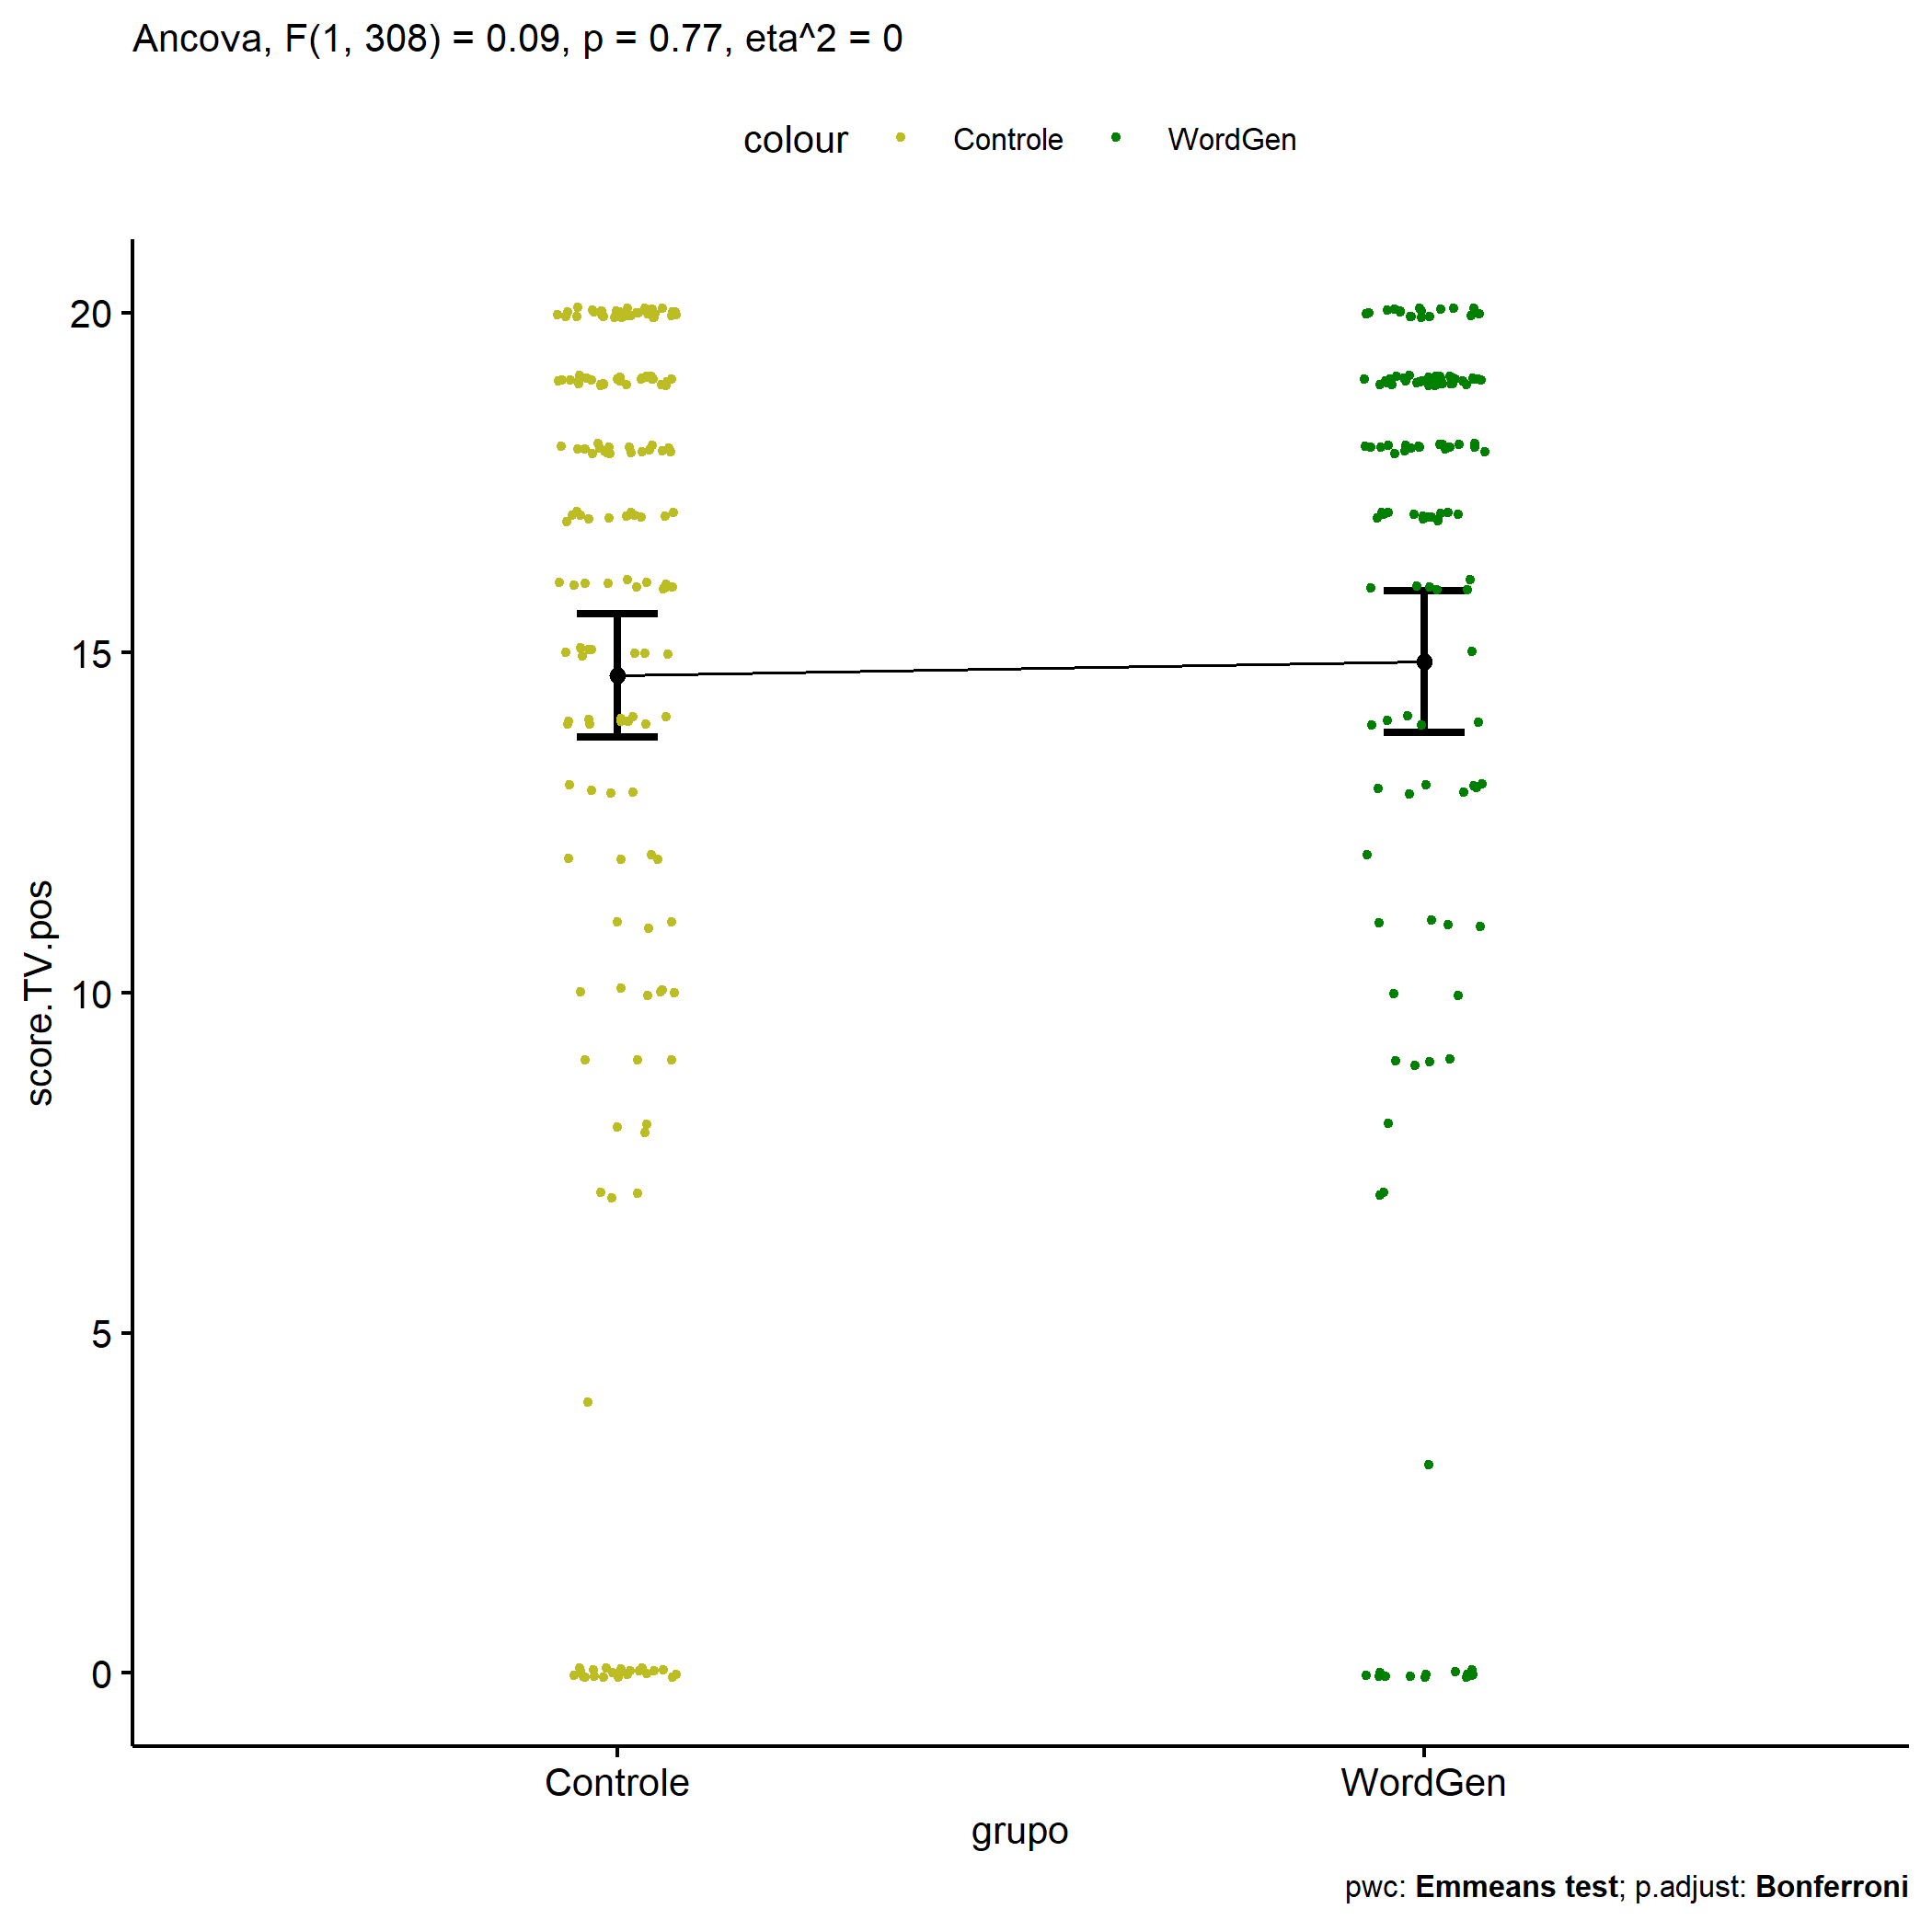 Ancova, F(1, 308) = 0.09, p = 0.77, eta^2 = 0
colour Controle WordGen
20
15
10
5
0
score.TV.pos
Controle WordGen
grupo
pwc: Emmeans test; p.adjust: Bonferroni